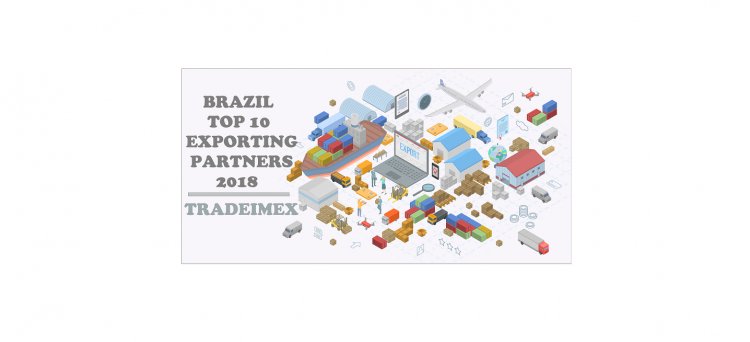 BRAZIL
TOP 10
EXPORTING
PARTNERS
2018
TRADEIMEX
EXPORT